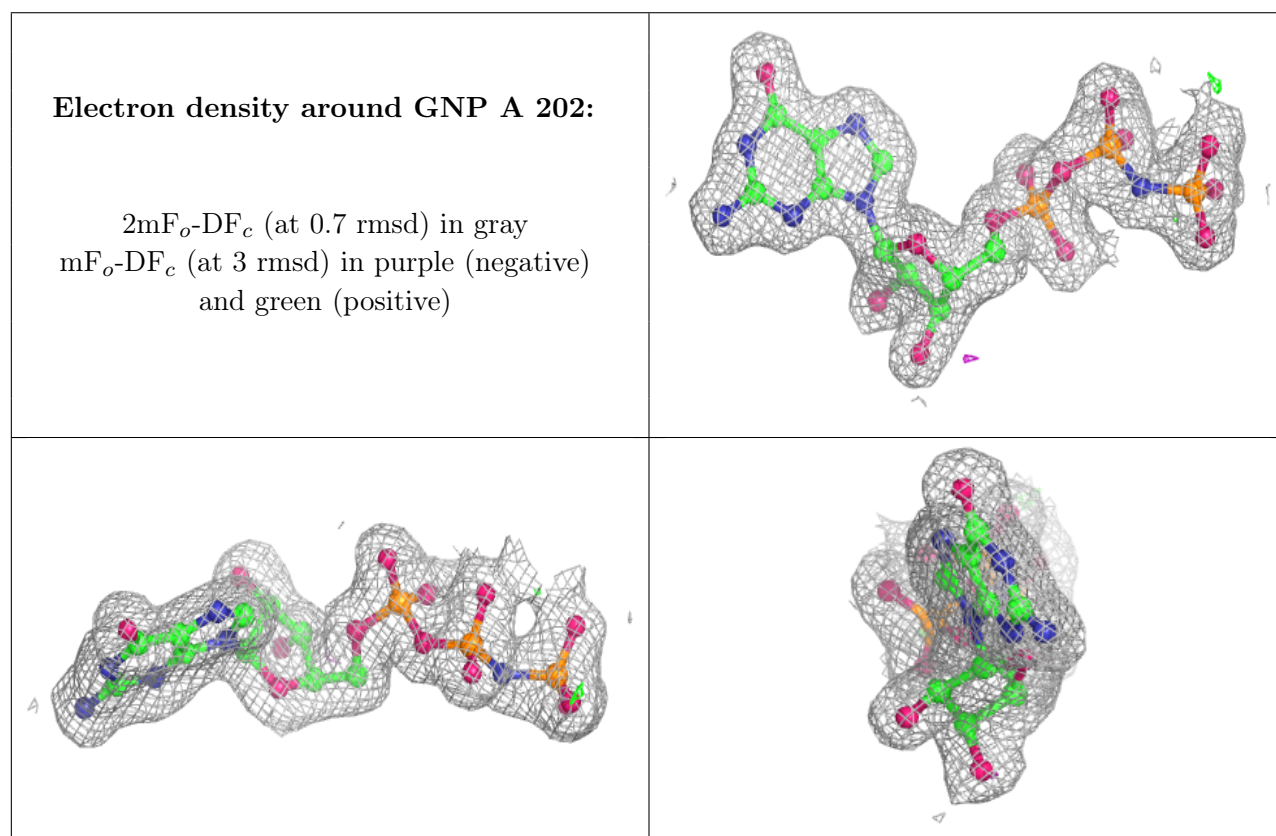 Electron density around GNP A 202:
2mFₒ-DF𝒸 (at 0.7 rmsd) in gray
mFₒ-DF𝒸 (at 3 rmsd) in purple (negative)
and green (positive)